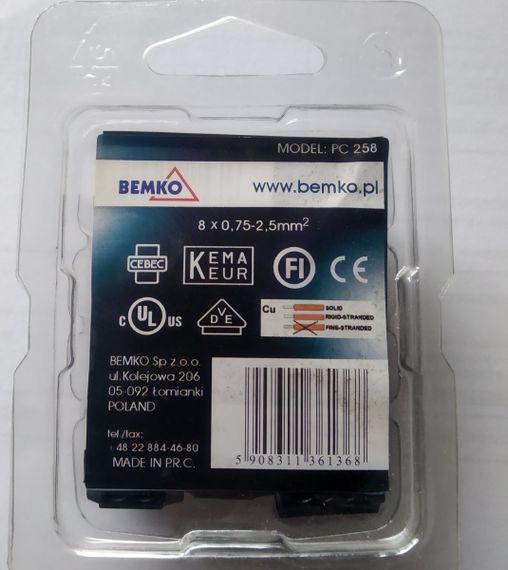 MODEL: PC 258
BEMKO
www.bemko.pl
8 x 0,75-2,5mm²
CEBEC
KEMA
KEUR
FI
CE
c UL US
VDE
Cu
SOLID
RIGID-STRANDED
FINE-STRANDED
BEMKO Sp z.o.o.
ul.Kolejowa 206
05-092 Łomianki
POLAND
tel./fax:
+48 22 884-46-80
MADE IN P.R.C.
5 908311 361368